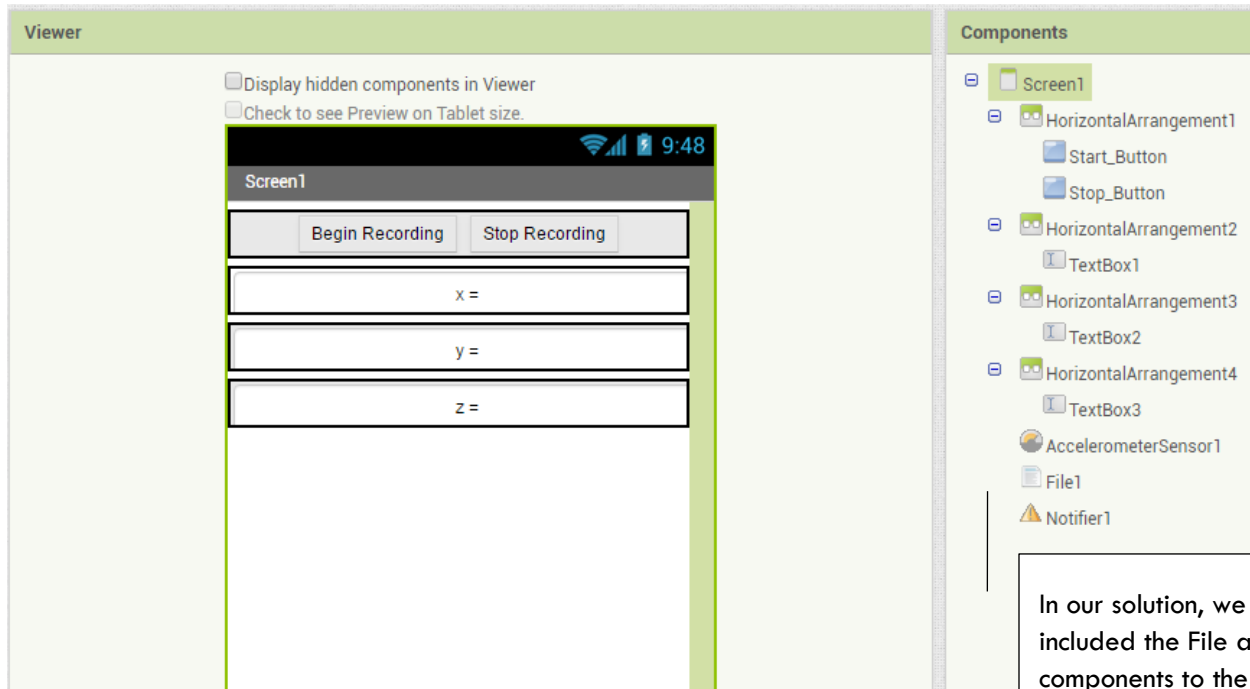 Viewer
Display hidden components in Viewer
Check to see Preview on Tablet size.
9:48
Screen1
Begin Recording Stop Recording
x =
y =
z =
Components
Screen1
HorizontalArrangement1
Start_Button
Stop_Button
HorizontalArrangement2
TextBox1
HorizontalArrangement3
TextBox2
HorizontalArrangement4
TextBox3
AccelerometerSensor1
File1
Notifier1
In our solution, we
included the File
components to the